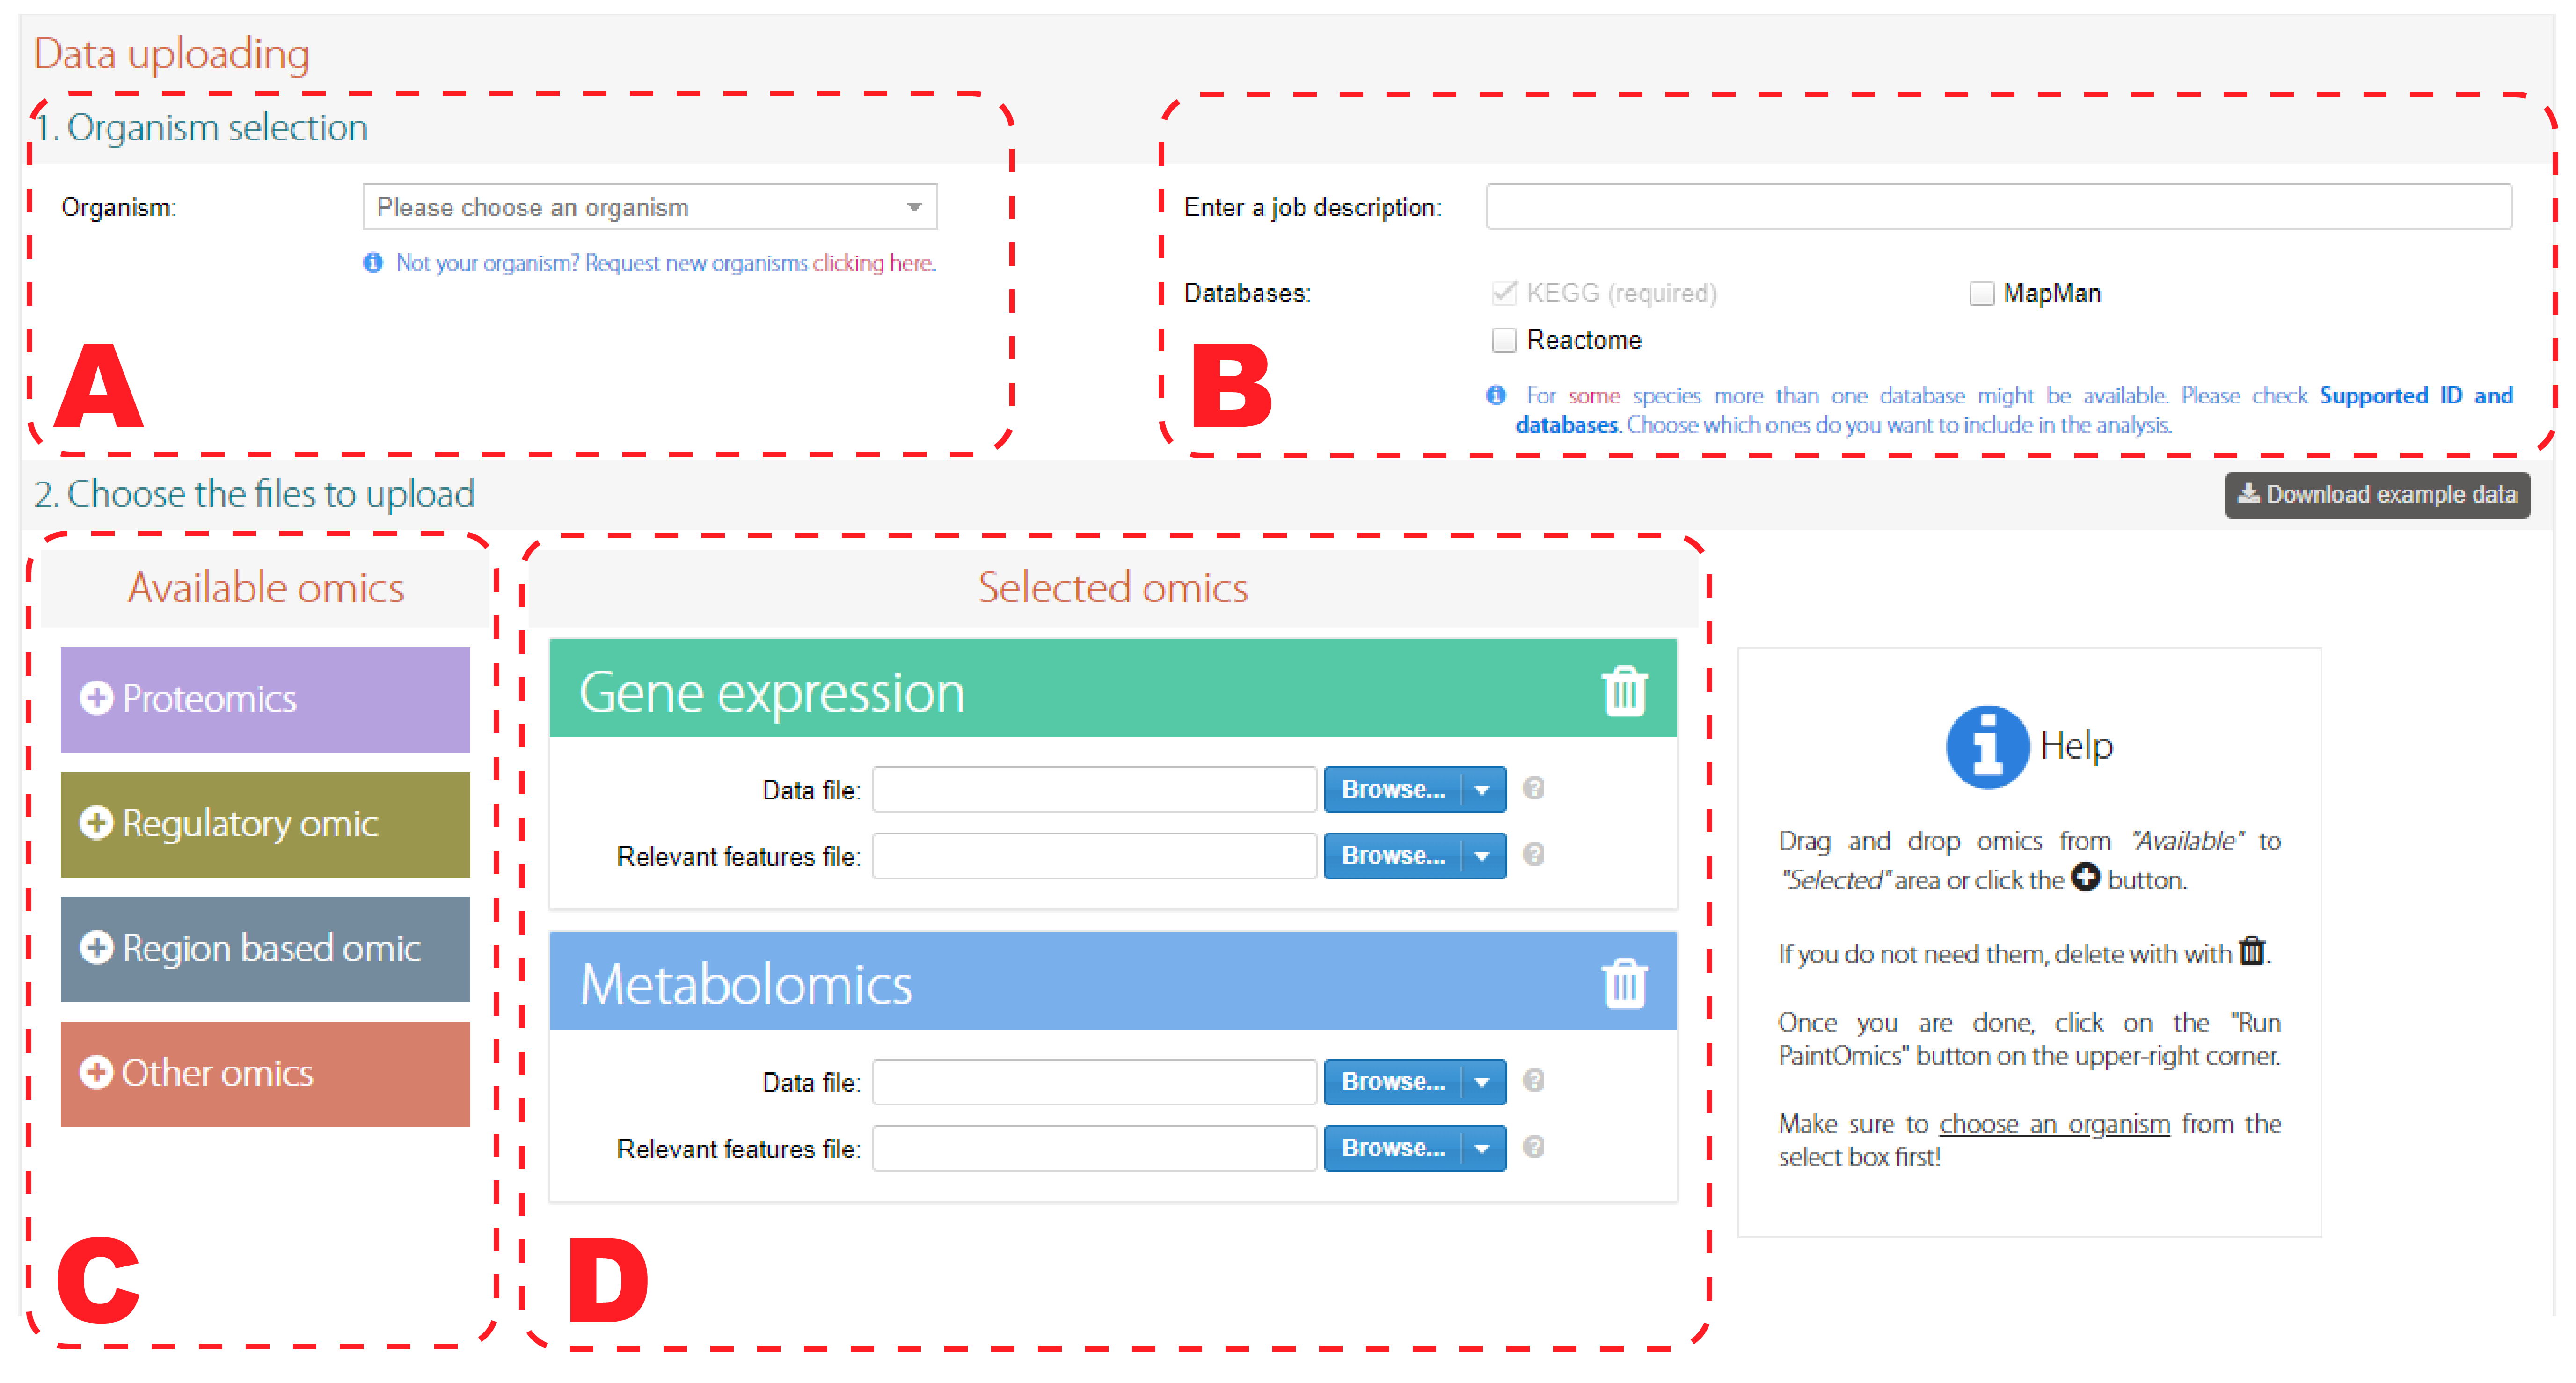 Data uploading
1. Organism selection
Organism:
Please choose an organism
Not your organism? Request new organisms clicking here.
A
Enter a job description:
Databases:
KEGG (required)
MapMan
Reactome
For some species more than one database might be available. Please check Supported ID and
databases. Choose which ones do you want to include in the analysis.
B
2. Choose the files to upload
Download example data
Available omics
Proteomics
Regulatory omic
Region based omic
Other omics
C
Selected omics
Gene expression
Data file:
Browse...
Relevant features file:
Browse...
Metabolomics
Data file:
Browse...
Relevant features file:
Browse...
D
Help
Drag and drop omics from "Available" to
"Selected" area or click the button.
If you do not need them, delete with with .
Once you are done, click on the "Run
PaintOmics" button on the upper-right corner.
Make sure to choose an organism from the
select box first!